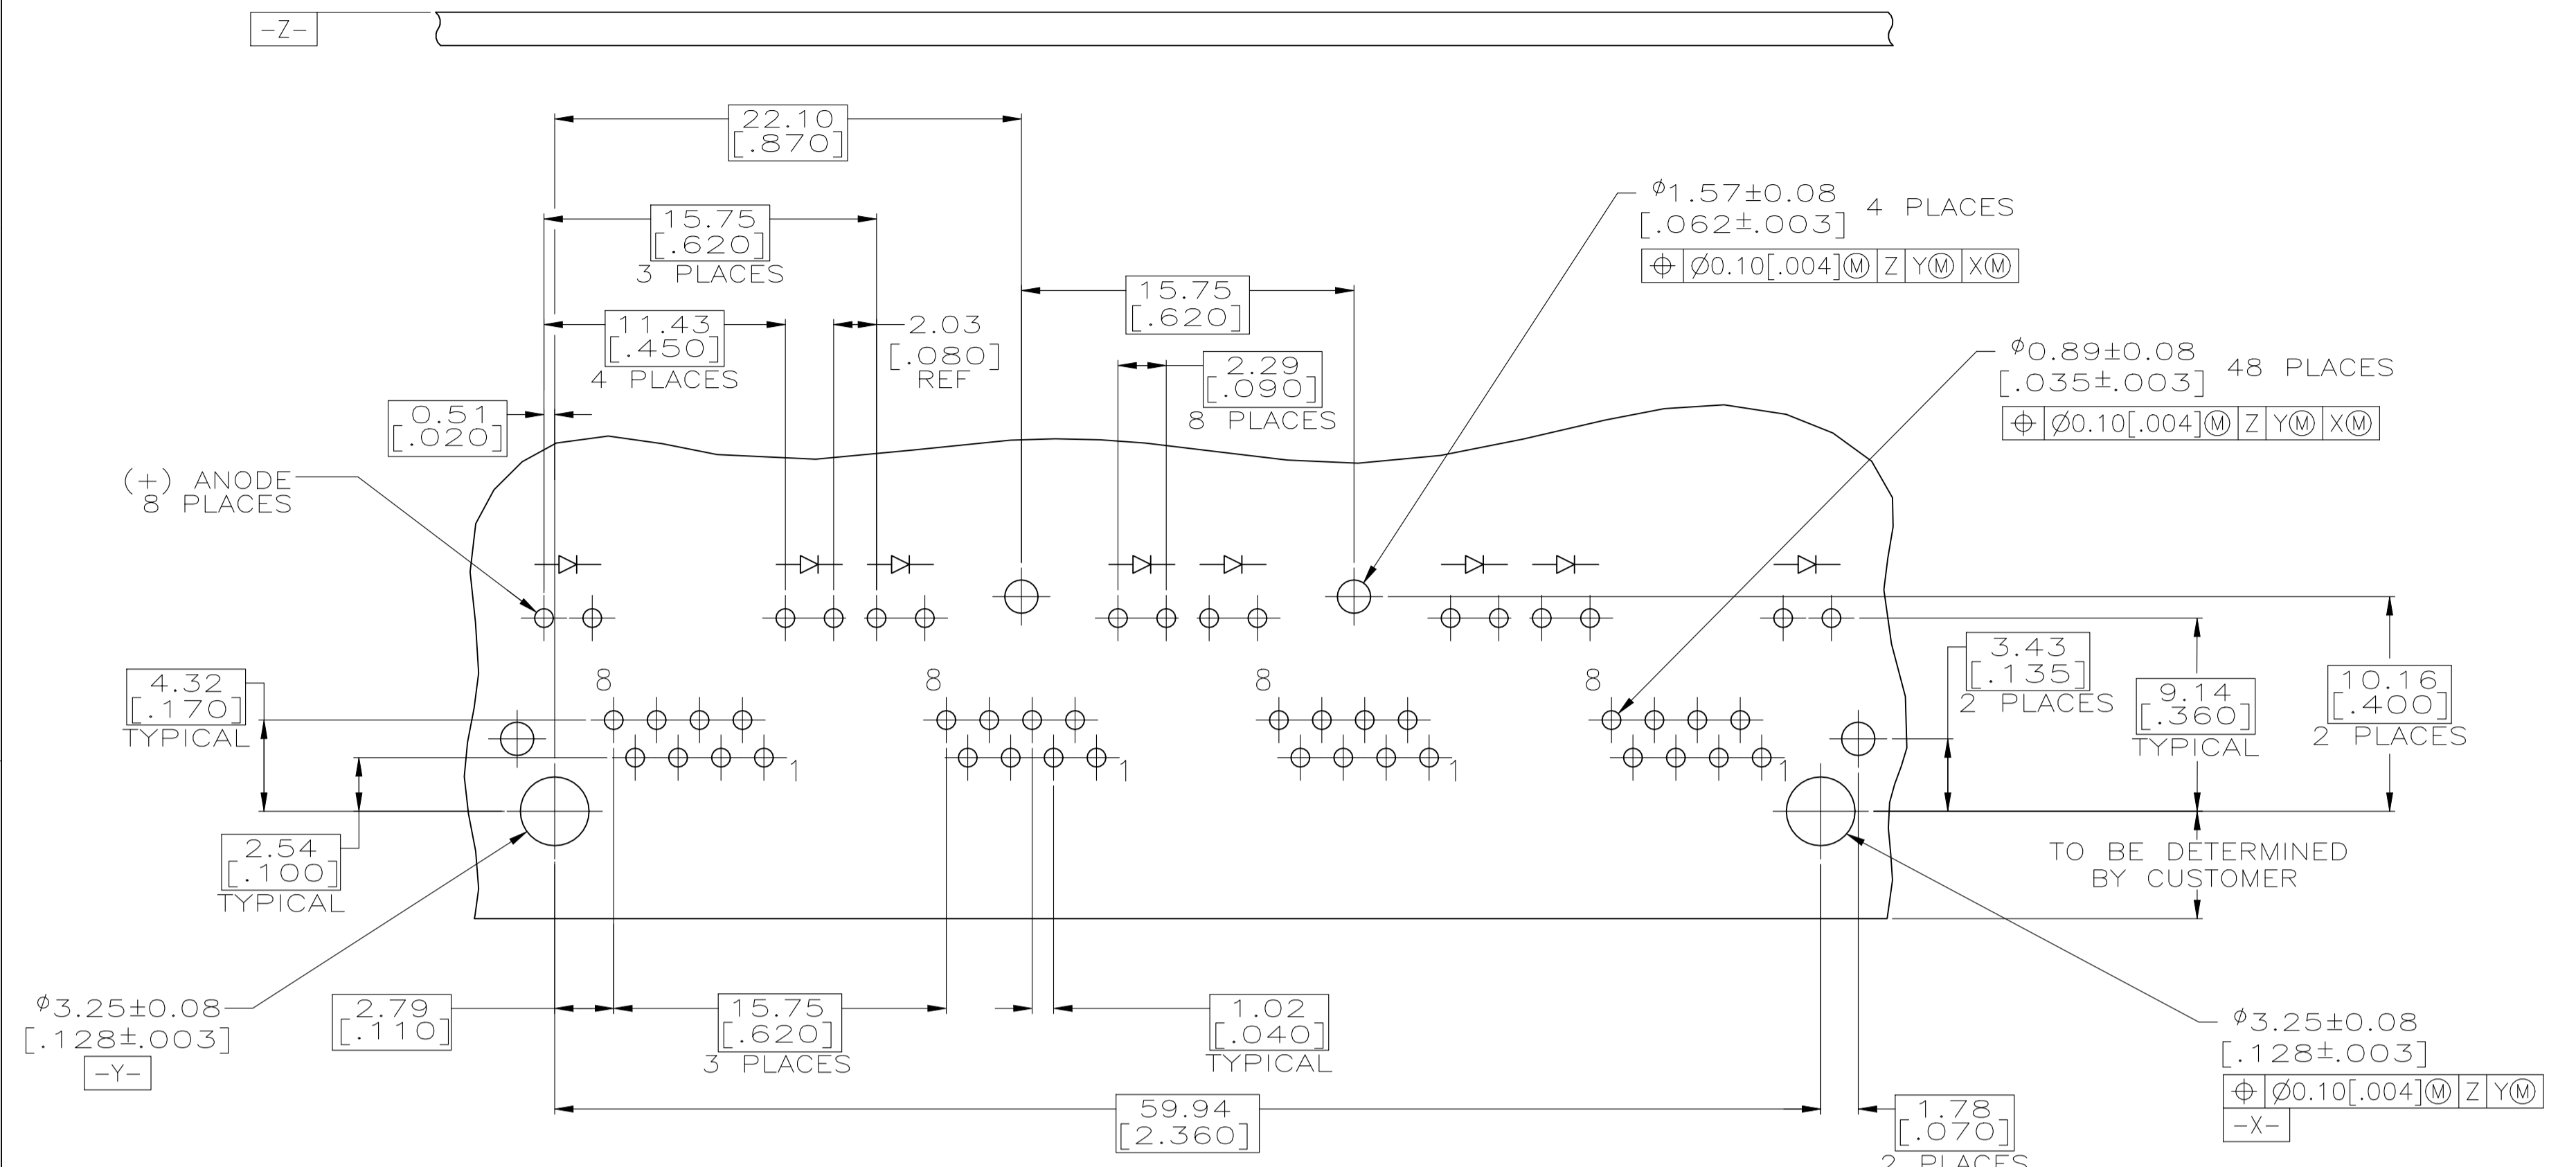 -Z-
22.10
[.870]
15.75
[.620]
3 PLACES
11.43
[.450]
4 PLACES
2.03
[.080]
REF
15.75
[.620]
2.29
[.090]
8 PLACES
0.51
[.020]
ø1.57±0.08
[.062±.003]
4 PLACES
⌖ Ø0.10[.004]Ⓜ Z YⓂ XⓂ
ø0.89±0.08
[.035±.003]
48 PLACES
⌖ Ø0.10[.004]Ⓜ Z YⓂ XⓂ
(+) ANODE
8 PLACES
8
8
8
8
1
1
1
1
4.32
[.170]
TYPICAL
2.54
[.100]
TYPICAL
3.43
[.135]
2 PLACES
9.14
[.360]
TYPICAL
10.16
[.400]
2 PLACES
TO BE DETERMINED
BY CUSTOMER
ø3.25±0.08
[.128±.003]
-Y-
2.79
[.110]
15.75
[.620]
3 PLACES
1.02
[.040]
TYPICAL
59.94
[2.360]
1.78
[.070]
2 PLACES
ø3.25±0.08
[.128±.003]
⌖ Ø0.10[.004]Ⓜ Z YⓂ
-X-